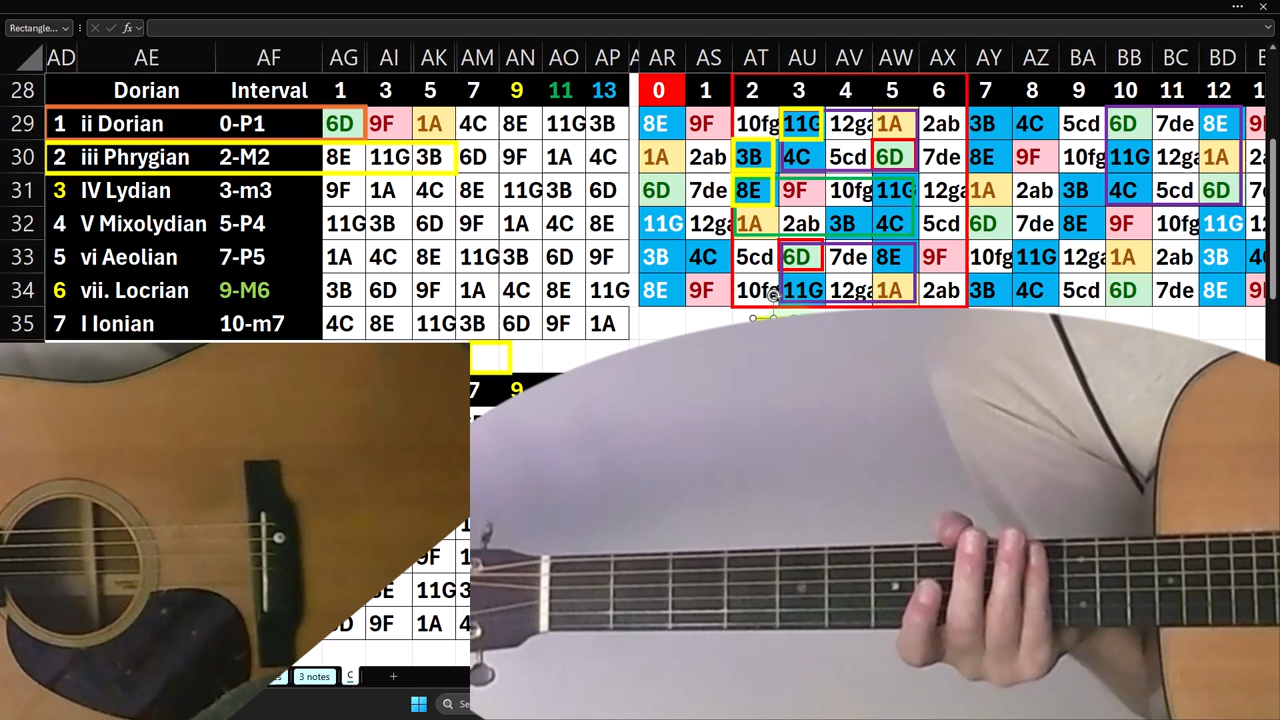 Rectangle...
fx
AD AE AF AG AI AK AM AN AO AP AR AS AT AU AV AW AX AY AZ BA BB BC BD
28 Dorian Interval 1 3 5 7 9 11 13 0 1 2 3 4 5 6 7 8 9 10 11 12
29 1 ii Dorian 0-P1 6D 9F 1A 4C 8E 11G 3B 8E 9F 10fg 11G 12ga 1A 2ab 3B 4C 5cd 6D 7de 8E
30 2 iii Phrygian 2-M2 8E 11G 3B 6D 9F 1A 4C 1A 2ab 3B 4C 5cd 6D 7de 8E 9F 10fg 11G 12ga 1A
31 3 IV Lydian 3-m3 9F 1A 4C 8E 11G 3B 6D 6D 7de 8E 9F 10fg 11G 12ga 1A 2ab 3B 4C 5cd 6D
32 4 V Mixolydian 5-P4 11G 3B 6D 9F 1A 4C 8E 11G 12ga 1A 2ab 3B 4C 5cd 6D 7de 8E 9F 10fg 11G
33 5 vi Aeolian 7-P5 1A 4C 8E 11G 3B 6D 9F 3B 4C 5cd 6D 7de 8E 9F 10fg 11G 12ga 1A 2ab 3B
34 6 vii. Locrian 9-M6 3B 6D 9F 1A 4C 8E 11G 8E 9F 10fg 11G 12ga 1A 2ab 3B 4C 5cd 6D 7de 8E
35 7 I Ionian 10-m7 4C 8E 11G 3B 6D 9F 1A
7 9
9F
11G 3
9F 1A 4
3 notes C +